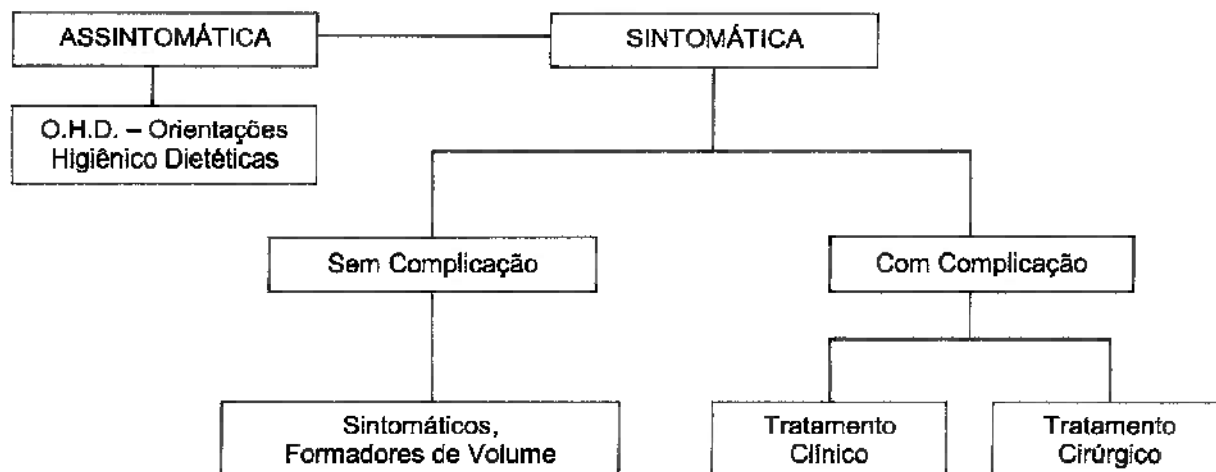 ASSINTOMÁTICA
SINTOMÁTICA
O.H.D. – Orientações
Higiênico Dietéticas
Sem Complicação
Com Complicação
Sintomáticos,
Formadores de Volume
Tratamento
Clínico
Tratamento
Cirúrgico